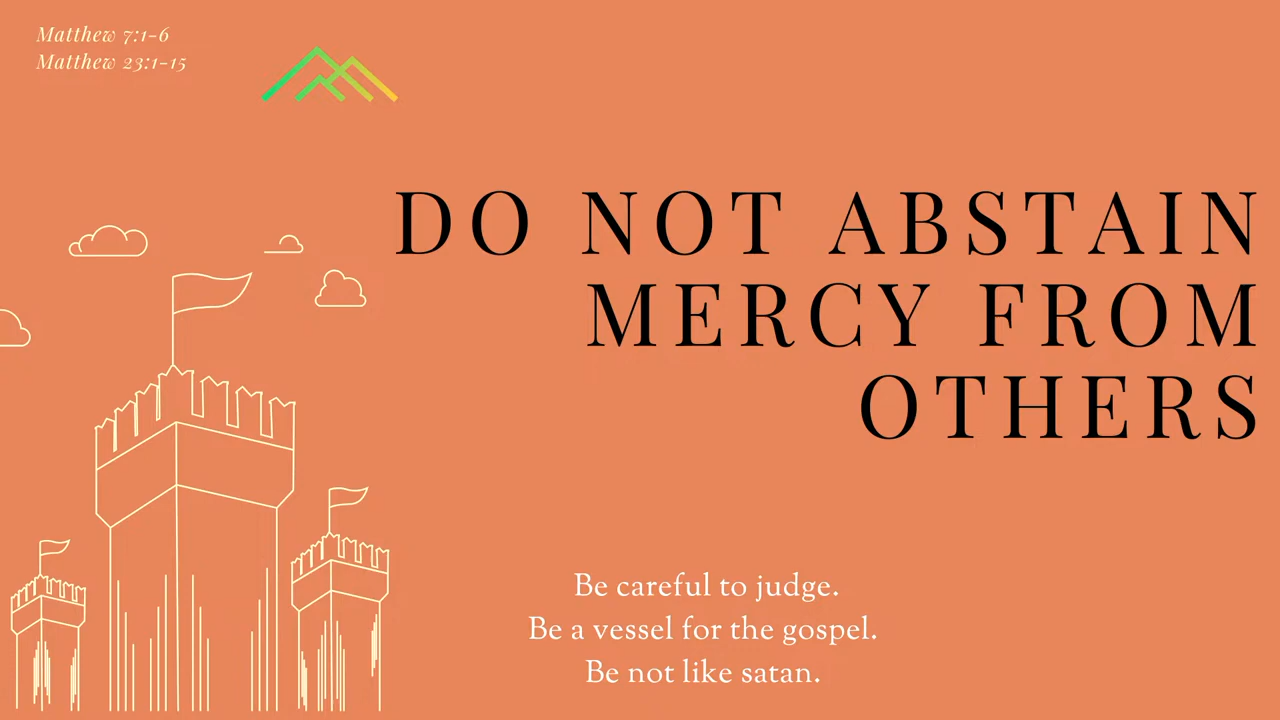 Matthew 7:1-6
Matthew 23:1-15
DO NOT ABSTAIN
MERCY FROM
OTHERS
Be careful to judge.
Be a vessel for the gospel.
Be not like satan.